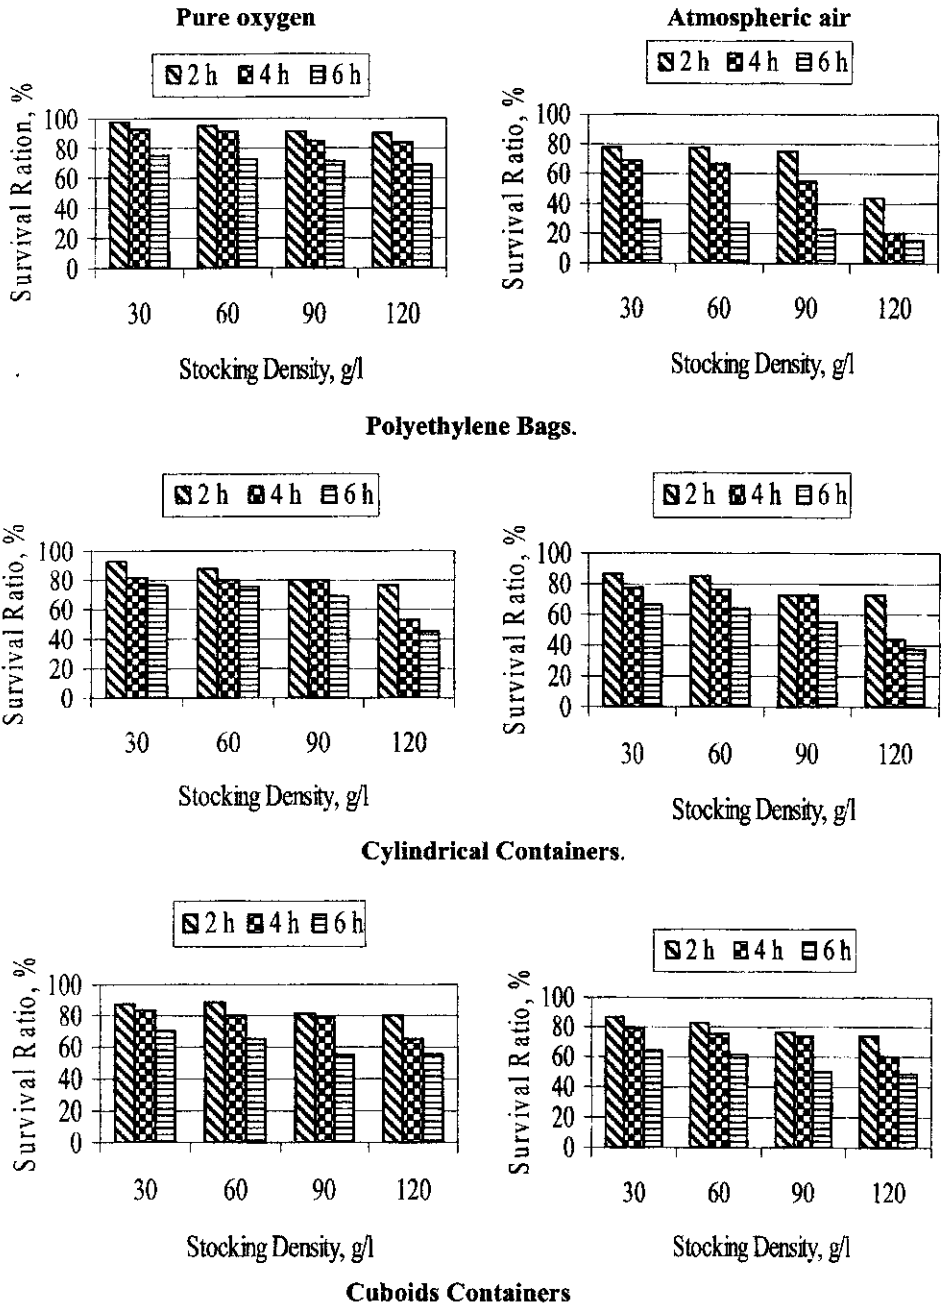 Pure oxygen
Atmospheric air
2 h 4 h 6 h
2 h 4 h 6 h
Survival Ration, %
100
80
60
40
20
0
30 60 90 120
Stocking Density, g/l
Survival Ratio, %
100
80
60
40
20
0
30 60 90 120
Stocking Density, g/l
Polyethylene Bags.
2 h 4 h 6 h
2 h 4 h 6 h
Survival Ratio, %
100
80
60
40
20
0
30 60 90 120
Stocking Density, g/l
Survival Ratio, %
100
80
60
40
20
0
30 60 90 120
Stocking Density, g/l
Cylindrical Containers.
2 h 4 h 6 h
2 h 4 h 6 h
Survival Ratio, %
100
80
60
40
20
0
30 60 90 120
Stocking Density, g/l
Survival Ratio, %
100
80
60
40
20
0
30 60 90 120
Stocking Density, g/l
Cuboids Containers